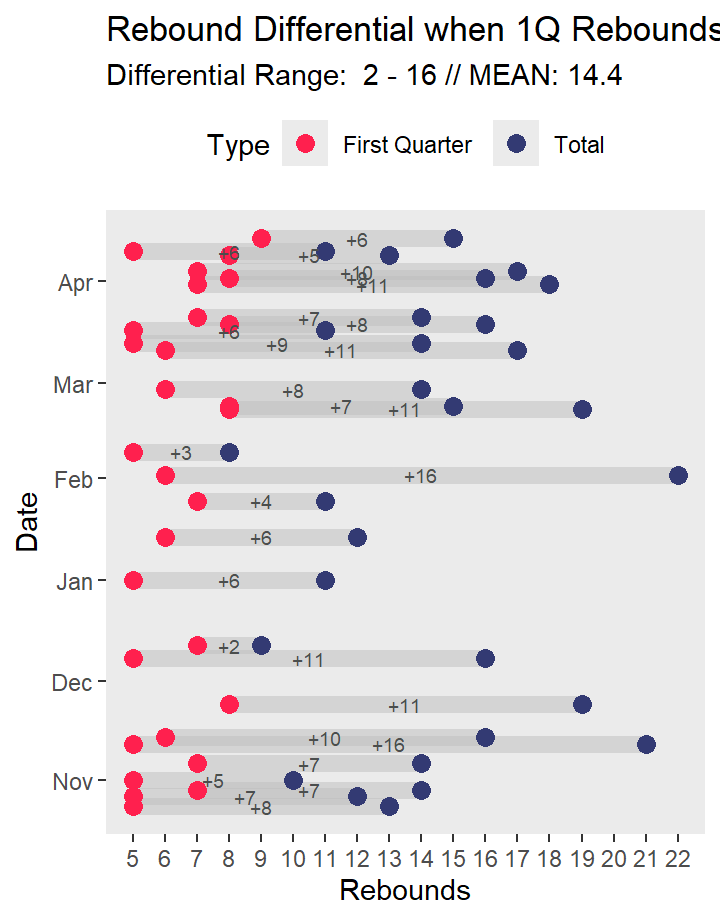 Rebound Differential when 1Q Rebounds
Differential Range:  2 - 16 // MEAN: 14.4
Type First Quarter Total
+6
+6
+5
+10
+8
+11
+7
+8
+6
+9
+11
+8
+7
+11
+3
+16
+4
+6
+6
+2
+11
+11
+10
+16
+7
+5
+7
+7
+8
Apr
Mar
Feb
Jan
Dec
Nov
Date
5 6 7 8 9 10 11 12 13 14 15 16 17 18 19 20 21 22
Rebounds